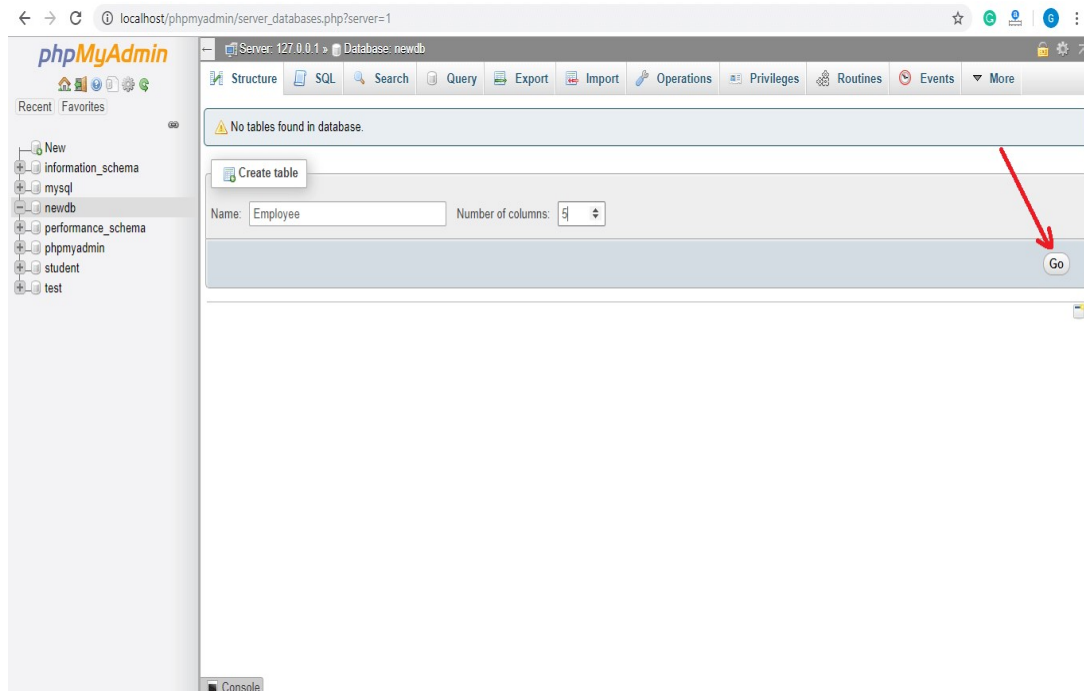 localhost/phpmyadmin/server_databases.php?server=1
phpMyAdmin
Recent Favorites
New
information_schema
mysql
newdb
performance_schema
phpmyadmin
student
test
Server: 127.0.0.1 » Database: newdb
Structure SQL Search Query Export Import Operations Privileges Routines Events More
No tables found in database.
Create table
Name: Employee Number of columns: 5
Go
Console